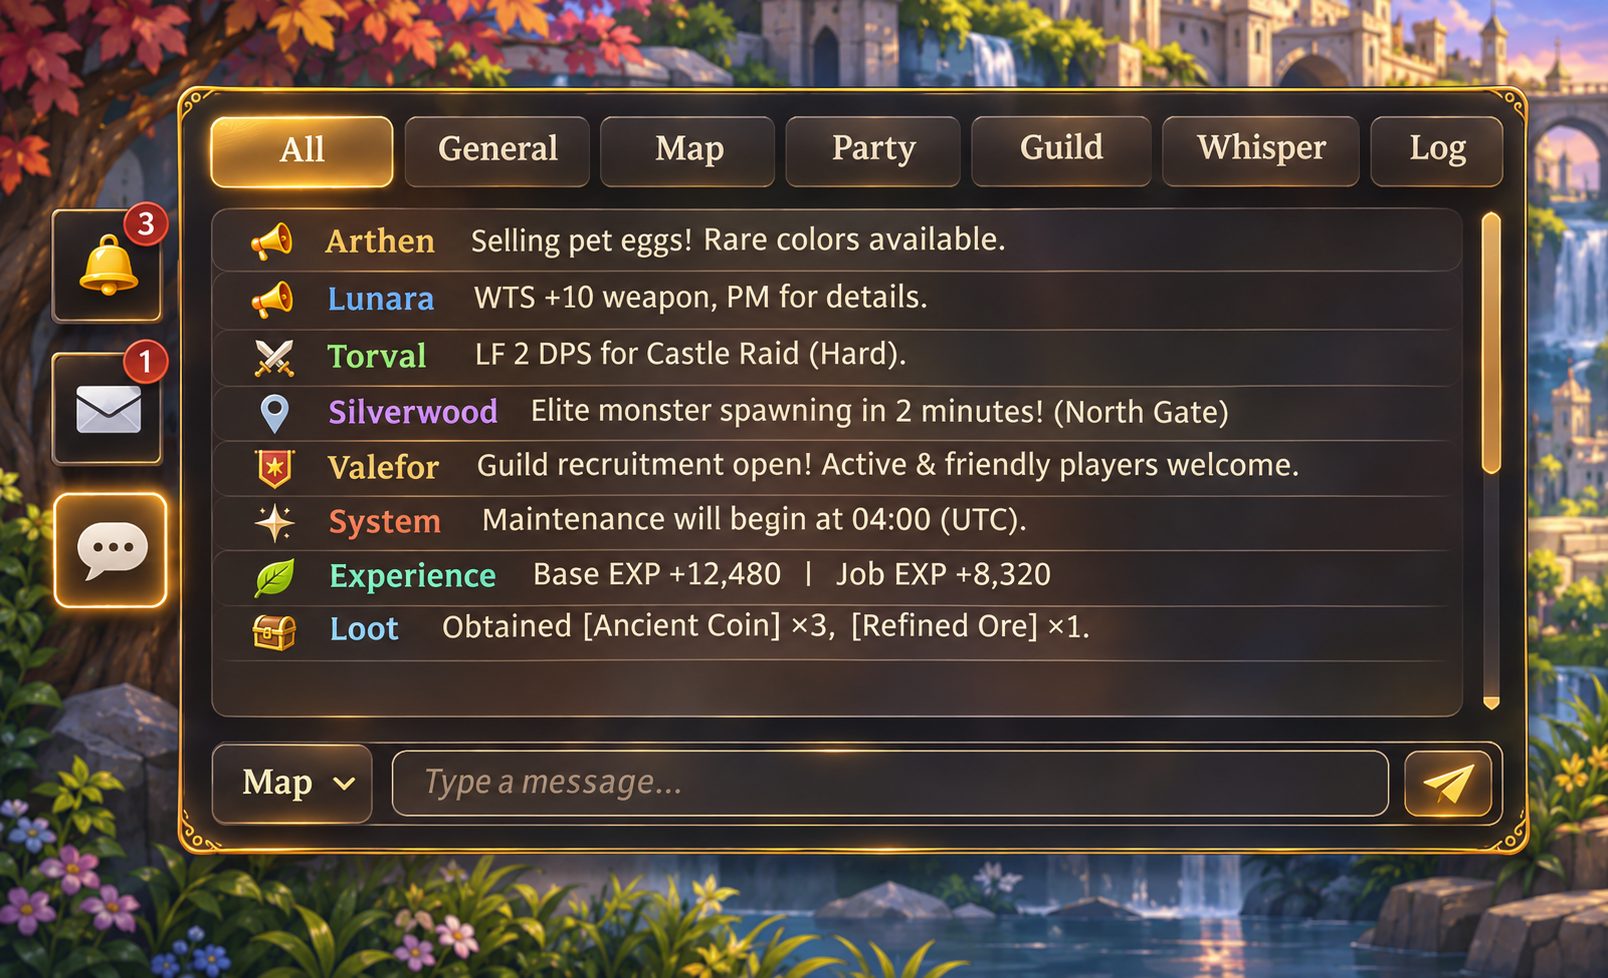 All General Map Party Guild Whisper Log
3
1
Arthen Selling pet eggs! Rare colors available.
Lunara WTS +10 weapon, PM for details.
Torval LF 2 DPS for Castle Raid (Hard).
Silverwood Elite monster spawning in 2 minutes! (North Gate)
Valefor Guild recruitment open! Active & friendly players welcome.
System Maintenance will begin at 04:00 (UTC).
Experience Base EXP +12,480 | Job EXP +8,320
Loot Obtained [Ancient Coin] ×3, [Refined Ore] ×1.
Map Type a message...